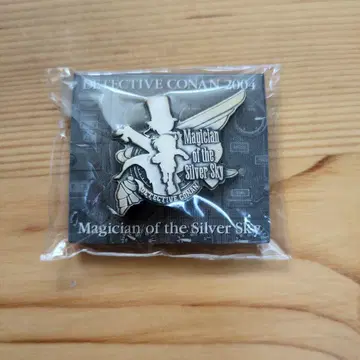 DETECTIVE CONAN 2004
Magician
of the
Silver Sky
DETECTIVE CONAN
Magician of the Silver Sky